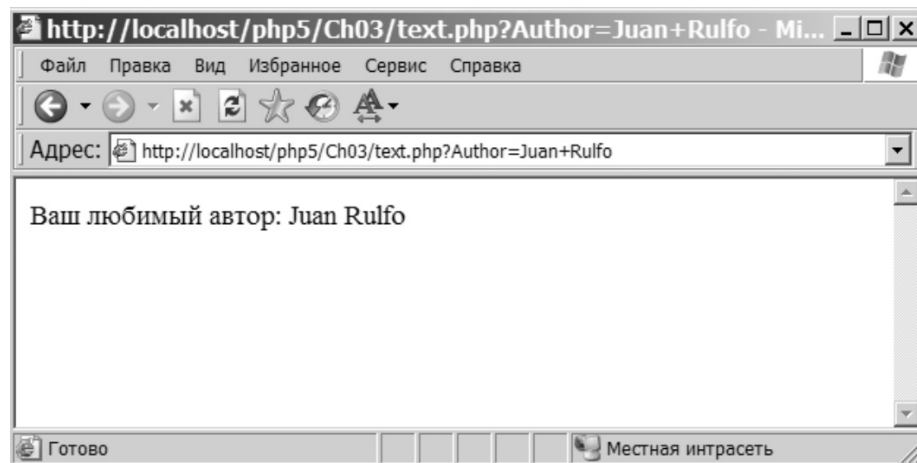 http://localhost/php5/Ch03/text.php?Author=Juan+Rulfo - Mi...
Файл Правка Вид Избранное Сервис Справка
Адрес: http://localhost/php5/Ch03/text.php?Author=Juan+Rulfo
Ваш любимый автор: Juan Rulfo
Готово Местная интрасеть